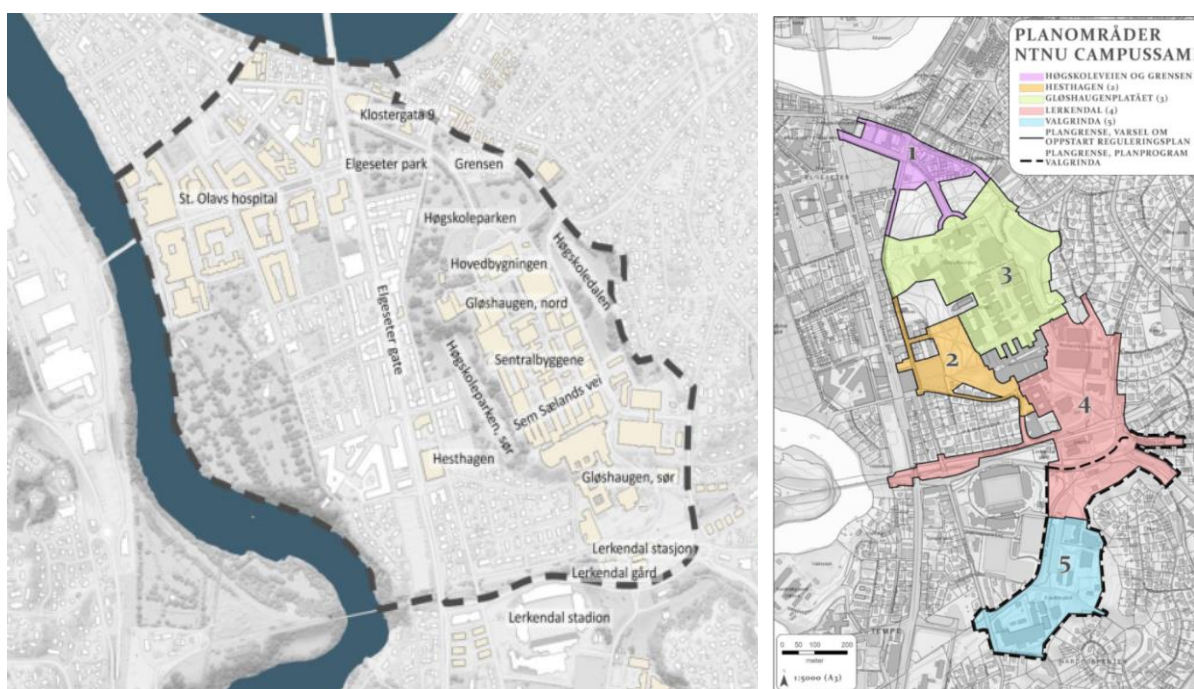 Klostergata 9
Elgeseter park
Grensen
St. Olavs hospital
Høgskoleparken
Hovedbygningen
Høgskoledalen
Gløshaugen, nord
Elgeseter gate
Sentralbyggene
Høgskoleparken, sør
Sem Sælands vei
Hesthagen
Gløshaugen, sør
Lerkendal stasjon
Lerkendal gård
Lerkendal stadion
PLANOMRÅDER
NTNU CAMPUSSAM
HØGSKOLEVEIEN OG GRENSEN
HESTHAGEN (2)
GLØSHAUGENPLATÅET (3)
LERKENDAL (4)
VALGRINDA (5)
PLANGRENSE, VARSEL OM
OPPSTART REGULERINGSPLAN
PLANGRENSE, PLANPROGRAM
VALGRINDA
1
3
2
4
5
TEMPE
0 50 100 200
meter
1:5000 (A3)